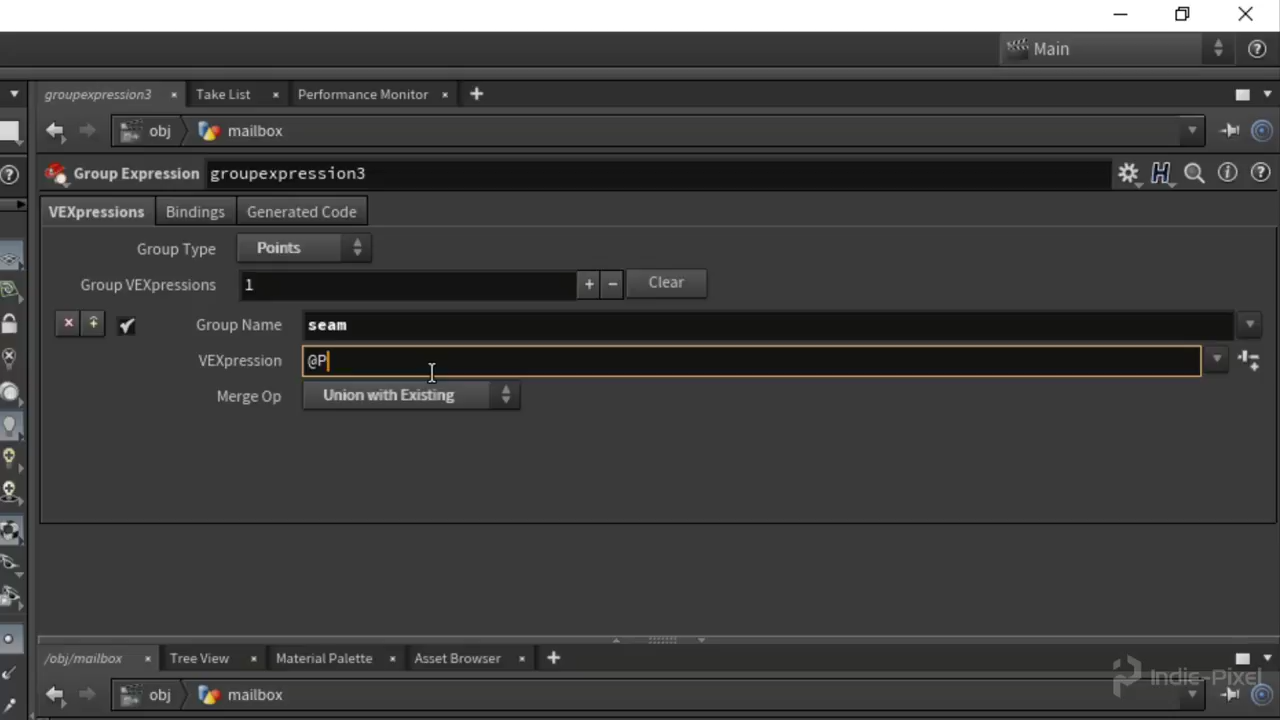 Main
groupexpression3 Take List Performance Monitor
obj mailbox
Group Expression groupexpression3
VEXpressions Bindings Generated Code
Group Type Points
Group VEXpressions 1 Clear
Group Name seam
VEXpression @P
Merge Op Union with Existing
/obj/mailbox Tree View Material Palette Asset Browser
obj mailbox
Indie-Pixel